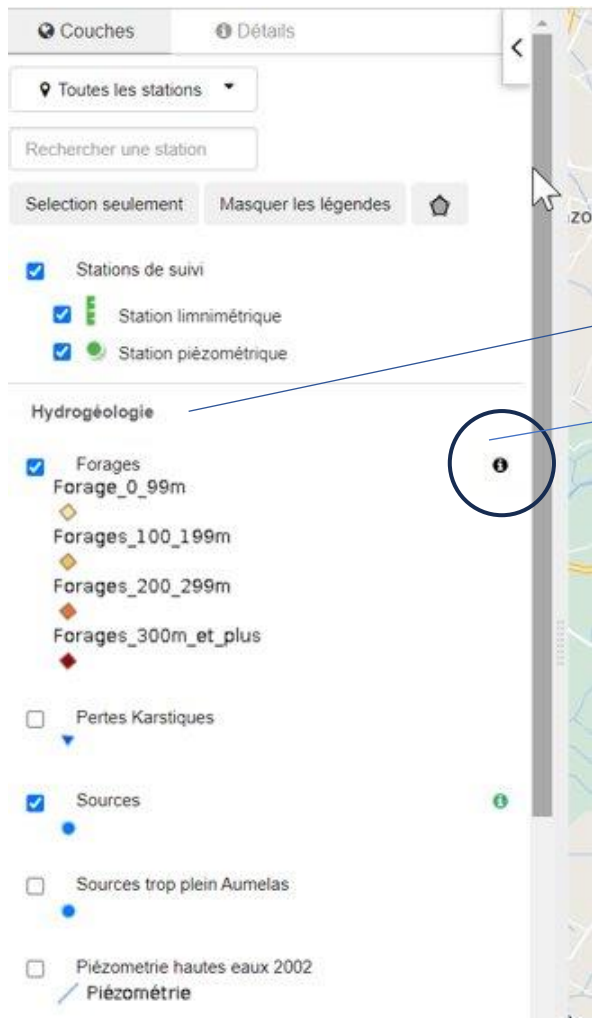 Couches Détails
Toutes les stations
Rechercher une station
Selection seulement Masquer les légendes
Stations de suivi
Station limnimétrique
Station piézométrique
Hydrogéologie
Forages
Forage_0_99m
Forages_100_199m
Forages_200_299m
Forages_300m_et_plus
Pertes Karstiques
Sources
Sources trop plein Aumelas
Piézometrie hautes eaux 2002
Piézométrie